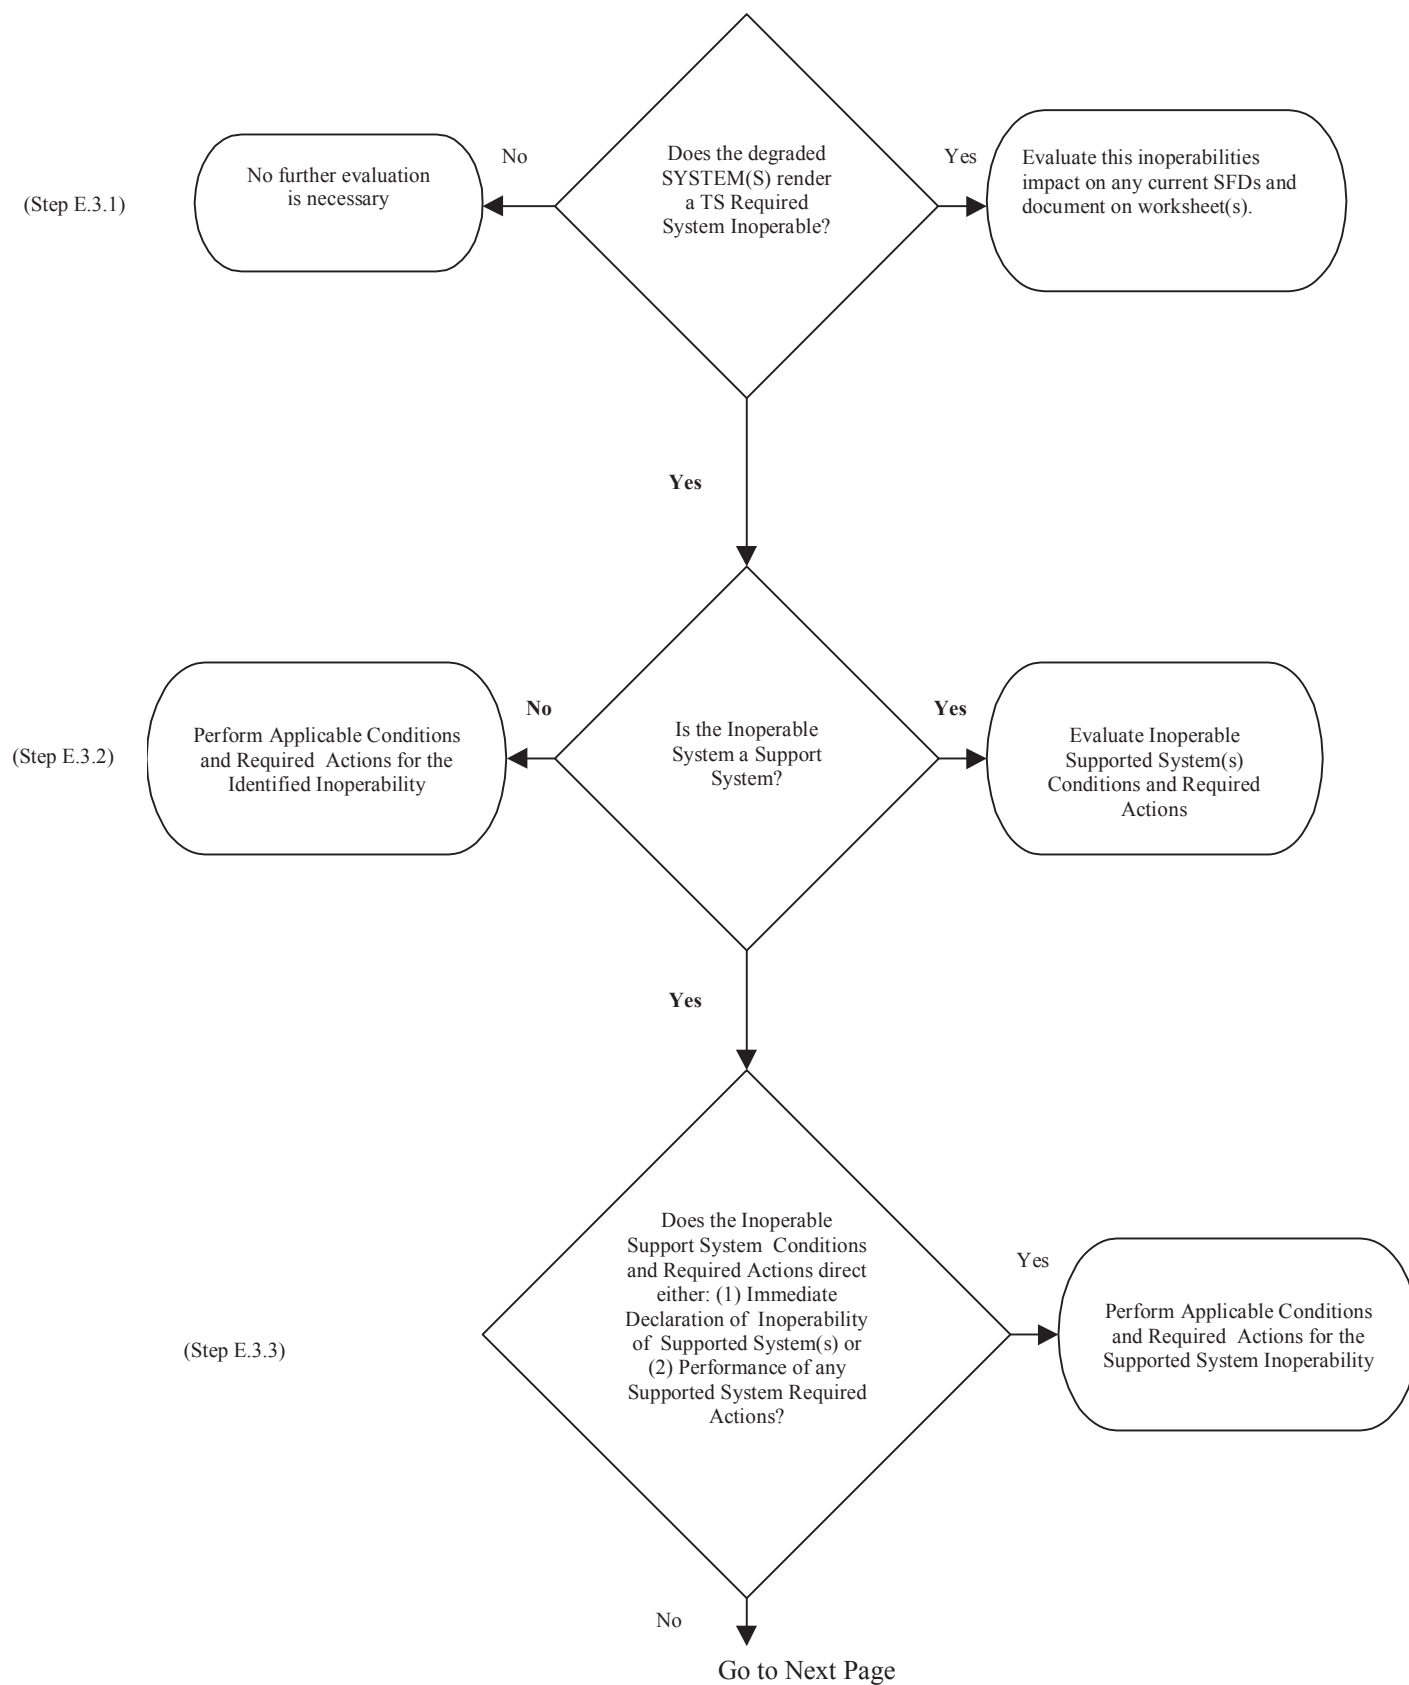 (Step E.3.1)
No further evaluation
is necessary
No
Does the degraded
SYSTEM(S) render
a TS Required
System Inoperable?
Yes
Evaluate this inoperabilities
impact on any current SFDs and
document on worksheet(s).
Yes
(Step E.3.2)
Perform Applicable Conditions
and Required Actions for the
Identified Inoperability
No
Is the Inoperable
System a Support
System?
Yes
Evaluate Inoperable
Supported System(s)
Conditions and Required
Actions
Yes
(Step E.3.3)
Does the Inoperable
Support System Conditions
and Required Actions direct
either: (1) Immediate
Declaration of Inoperability
of Supported System(s) or
(2) Performance of any
Supported System Required
Actions?
Yes
Perform Applicable Conditions
and Required Actions for the
Supported System Inoperability
No
Go to Next Page